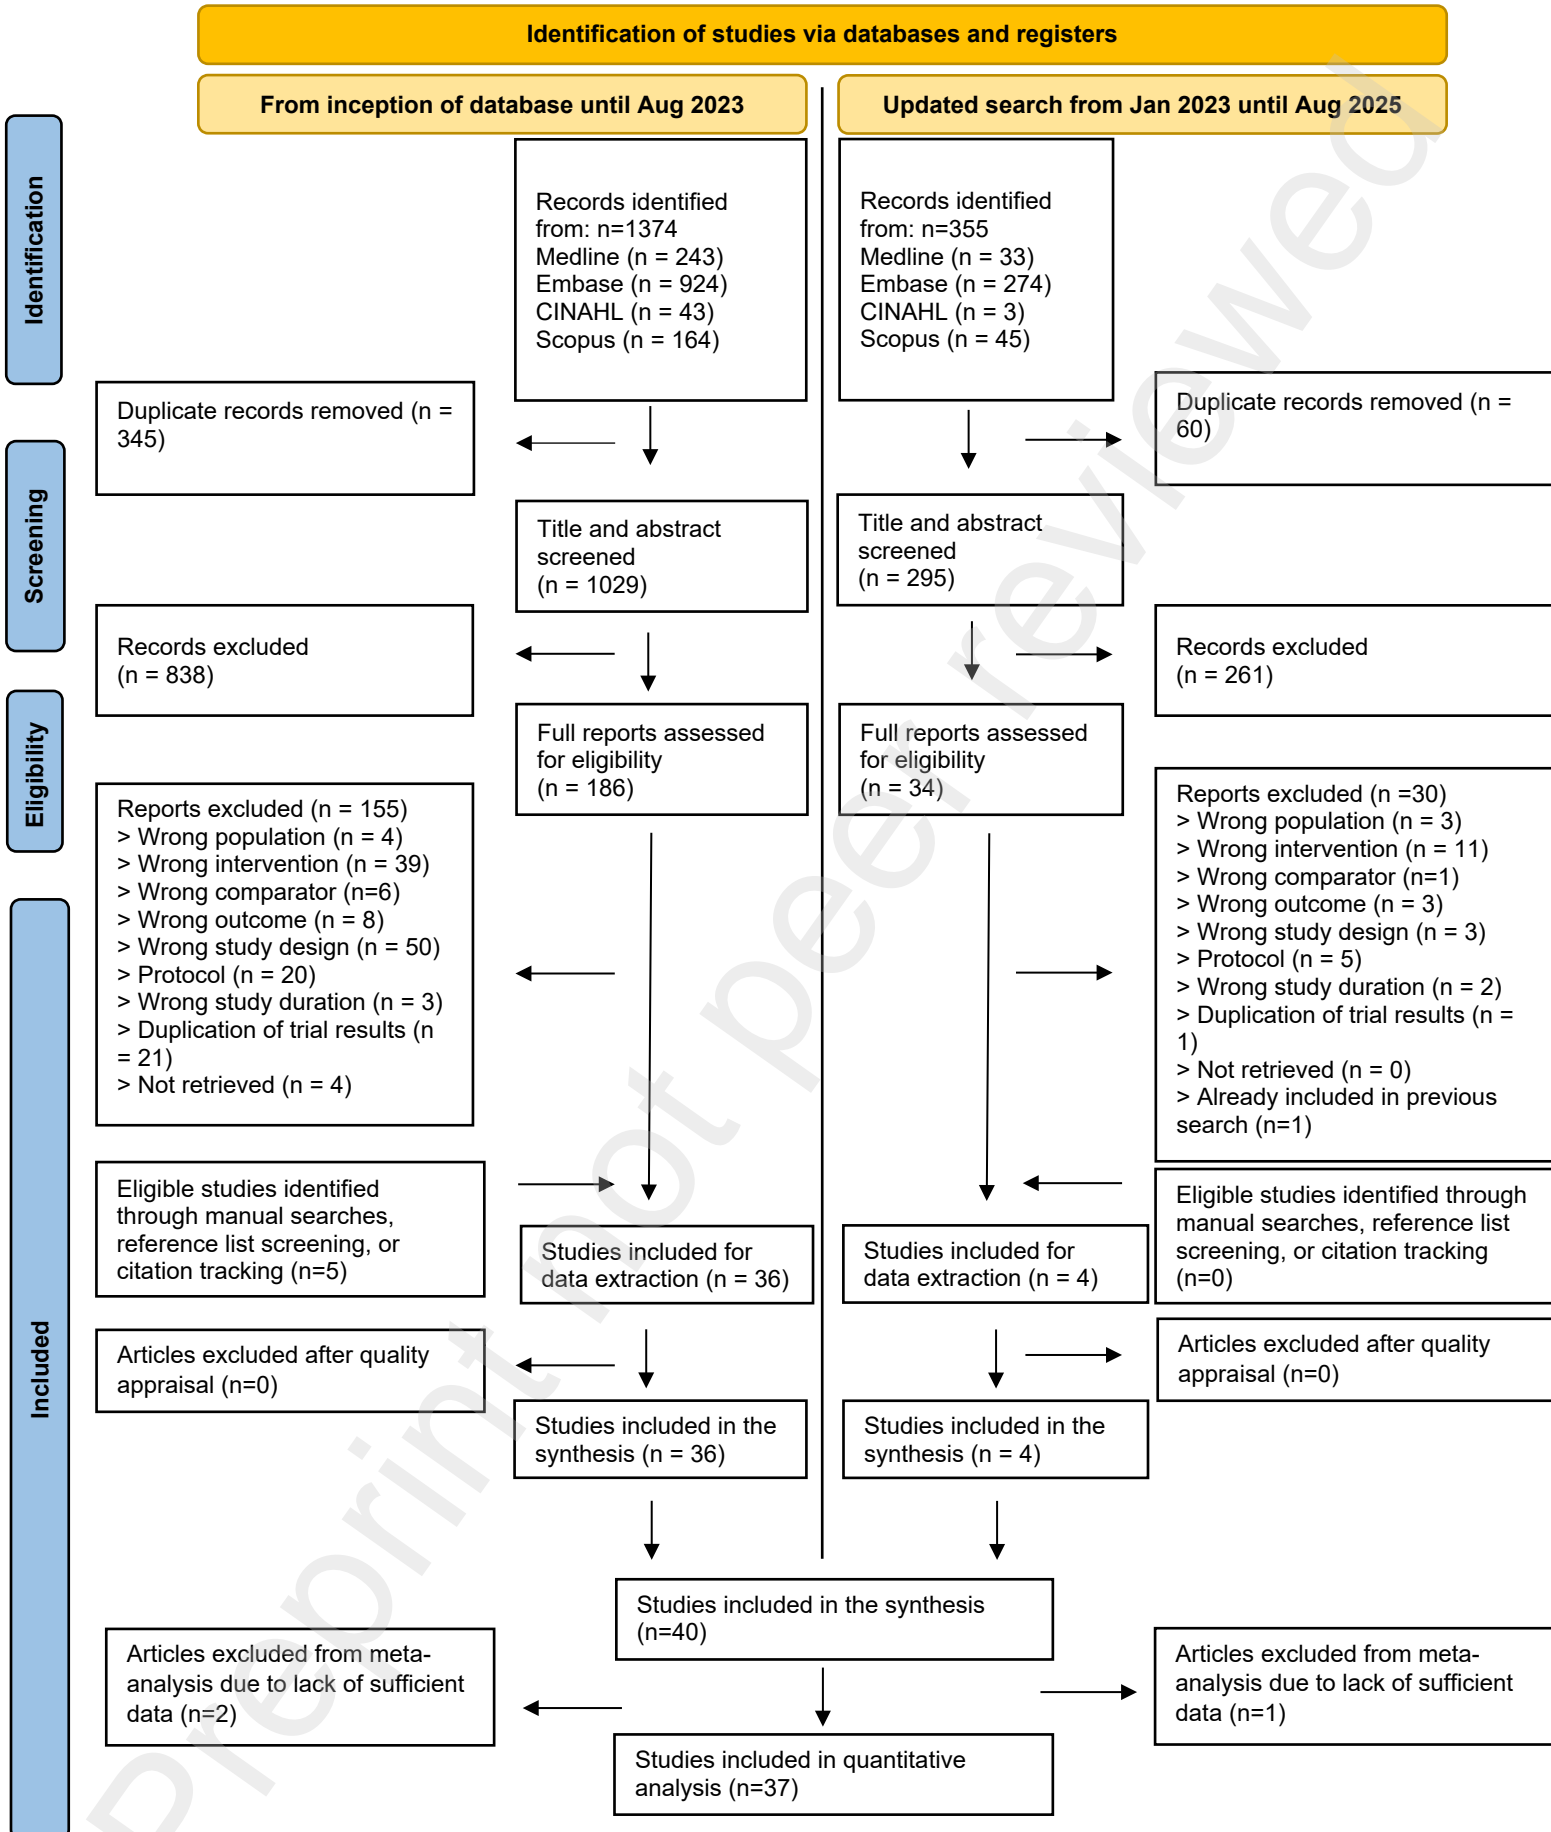 Identification of studies via databases and registers
From inception of database until Aug 2023
Updated search from Jan 2023 until Aug 2025
Identification
Records identified
from: n=1374
Medline (n = 243)
Embase (n = 924)
CINAHL (n = 43)
Scopus (n = 164)
Records identified
from: n=355
Medline (n = 33)
Embase (n = 274)
CINAHL (n = 3)
Scopus (n = 45)
Duplicate records removed (n =
345)
Duplicate records removed (n =
60)
Screening
Title and abstract
screened
(n = 1029)
Title and abstract
screened
(n = 295)
Records excluded
(n = 838)
Records excluded
(n = 261)
Eligibility
Full reports assessed
for eligibility
(n = 186)
Full reports assessed
for eligibility
(n = 34)
Reports excluded (n = 155)
> Wrong population (n = 4)
> Wrong intervention (n = 39)
> Wrong comparator (n=6)
> Wrong outcome (n = 8)
> Wrong study design (n = 50)
> Protocol (n = 20)
> Wrong study duration (n = 3)
> Duplication of trial results (n
= 21)
> Not retrieved (n = 4)
Reports excluded (n =30)
> Wrong population (n = 3)
> Wrong intervention (n = 11)
> Wrong comparator (n=1)
> Wrong outcome (n = 3)
> Wrong study design (n = 3)
> Protocol (n = 5)
> Wrong study duration (n = 2)
> Duplication of trial results (n =
1)
> Not retrieved (n = 0)
> Already included in previous
search (n=1)
Included
Eligible studies identified
through manual searches,
reference list screening, or
citation tracking (n=5)
Studies included for
data extraction (n = 36)
Studies included for
data extraction (n = 4)
Eligible studies identified through
manual searches, reference list
screening, or citation tracking
(n=0)
Articles excluded after quality
appraisal (n=0)
Articles excluded after quality
appraisal (n=0)
Studies included in the
synthesis (n = 36)
Studies included in the
synthesis (n = 4)
Studies included in the synthesis
(n=40)
Articles excluded from meta-
analysis due to lack of sufficient
data (n=2)
Articles excluded from meta-
analysis due to lack of sufficient
data (n=1)
Studies included in quantitative
analysis (n=37)
Preprint not peer reviewed